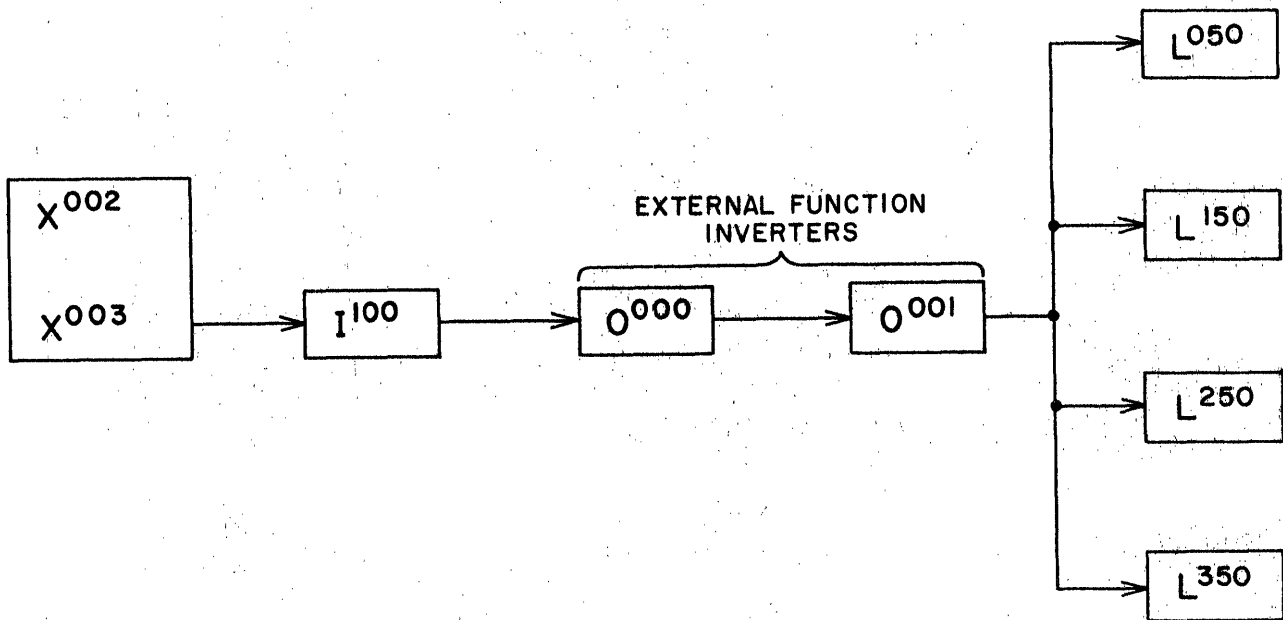 L050
X002
EXTERNAL FUNCTION
INVERTERS
L150
X003
I100
O000
O001
L250
L350